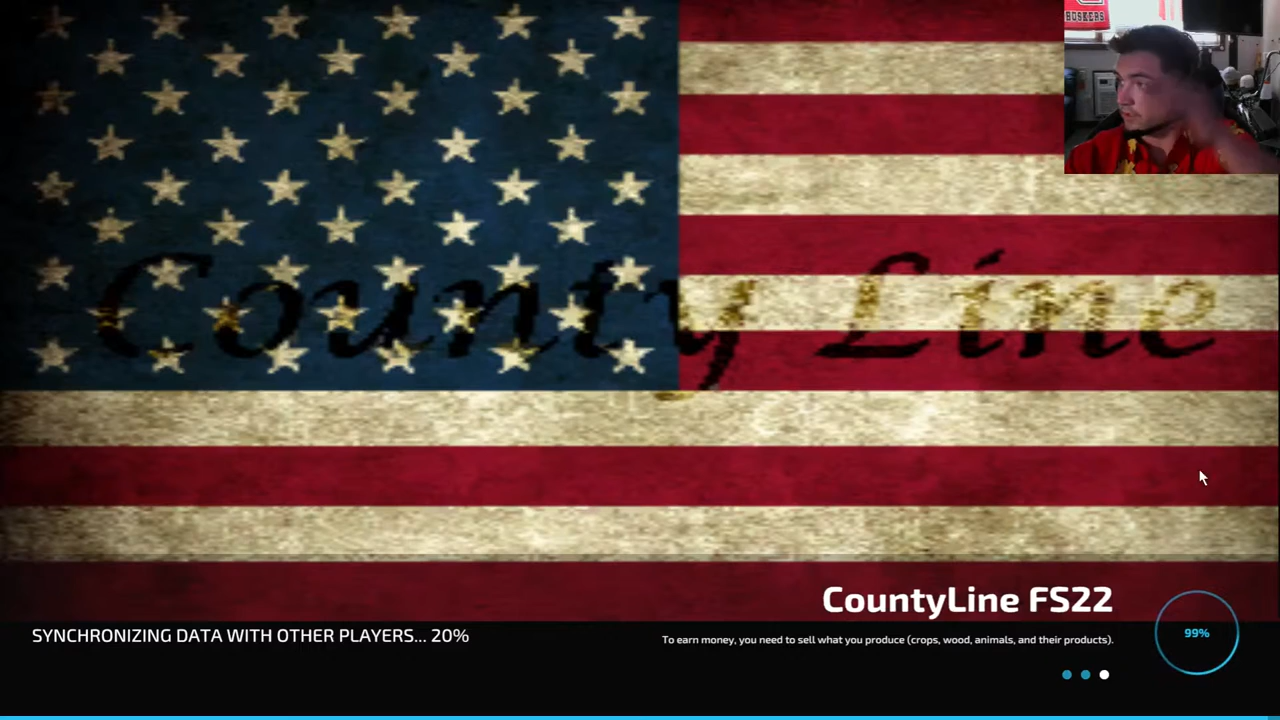 HUSKERS
County Line
CountyLine FS22
SYNCHRONIZING DATA WITH OTHER PLAYERS... 20%
To earn money, you need to sell what you produce (crops, wood, animals, and their products).
99%